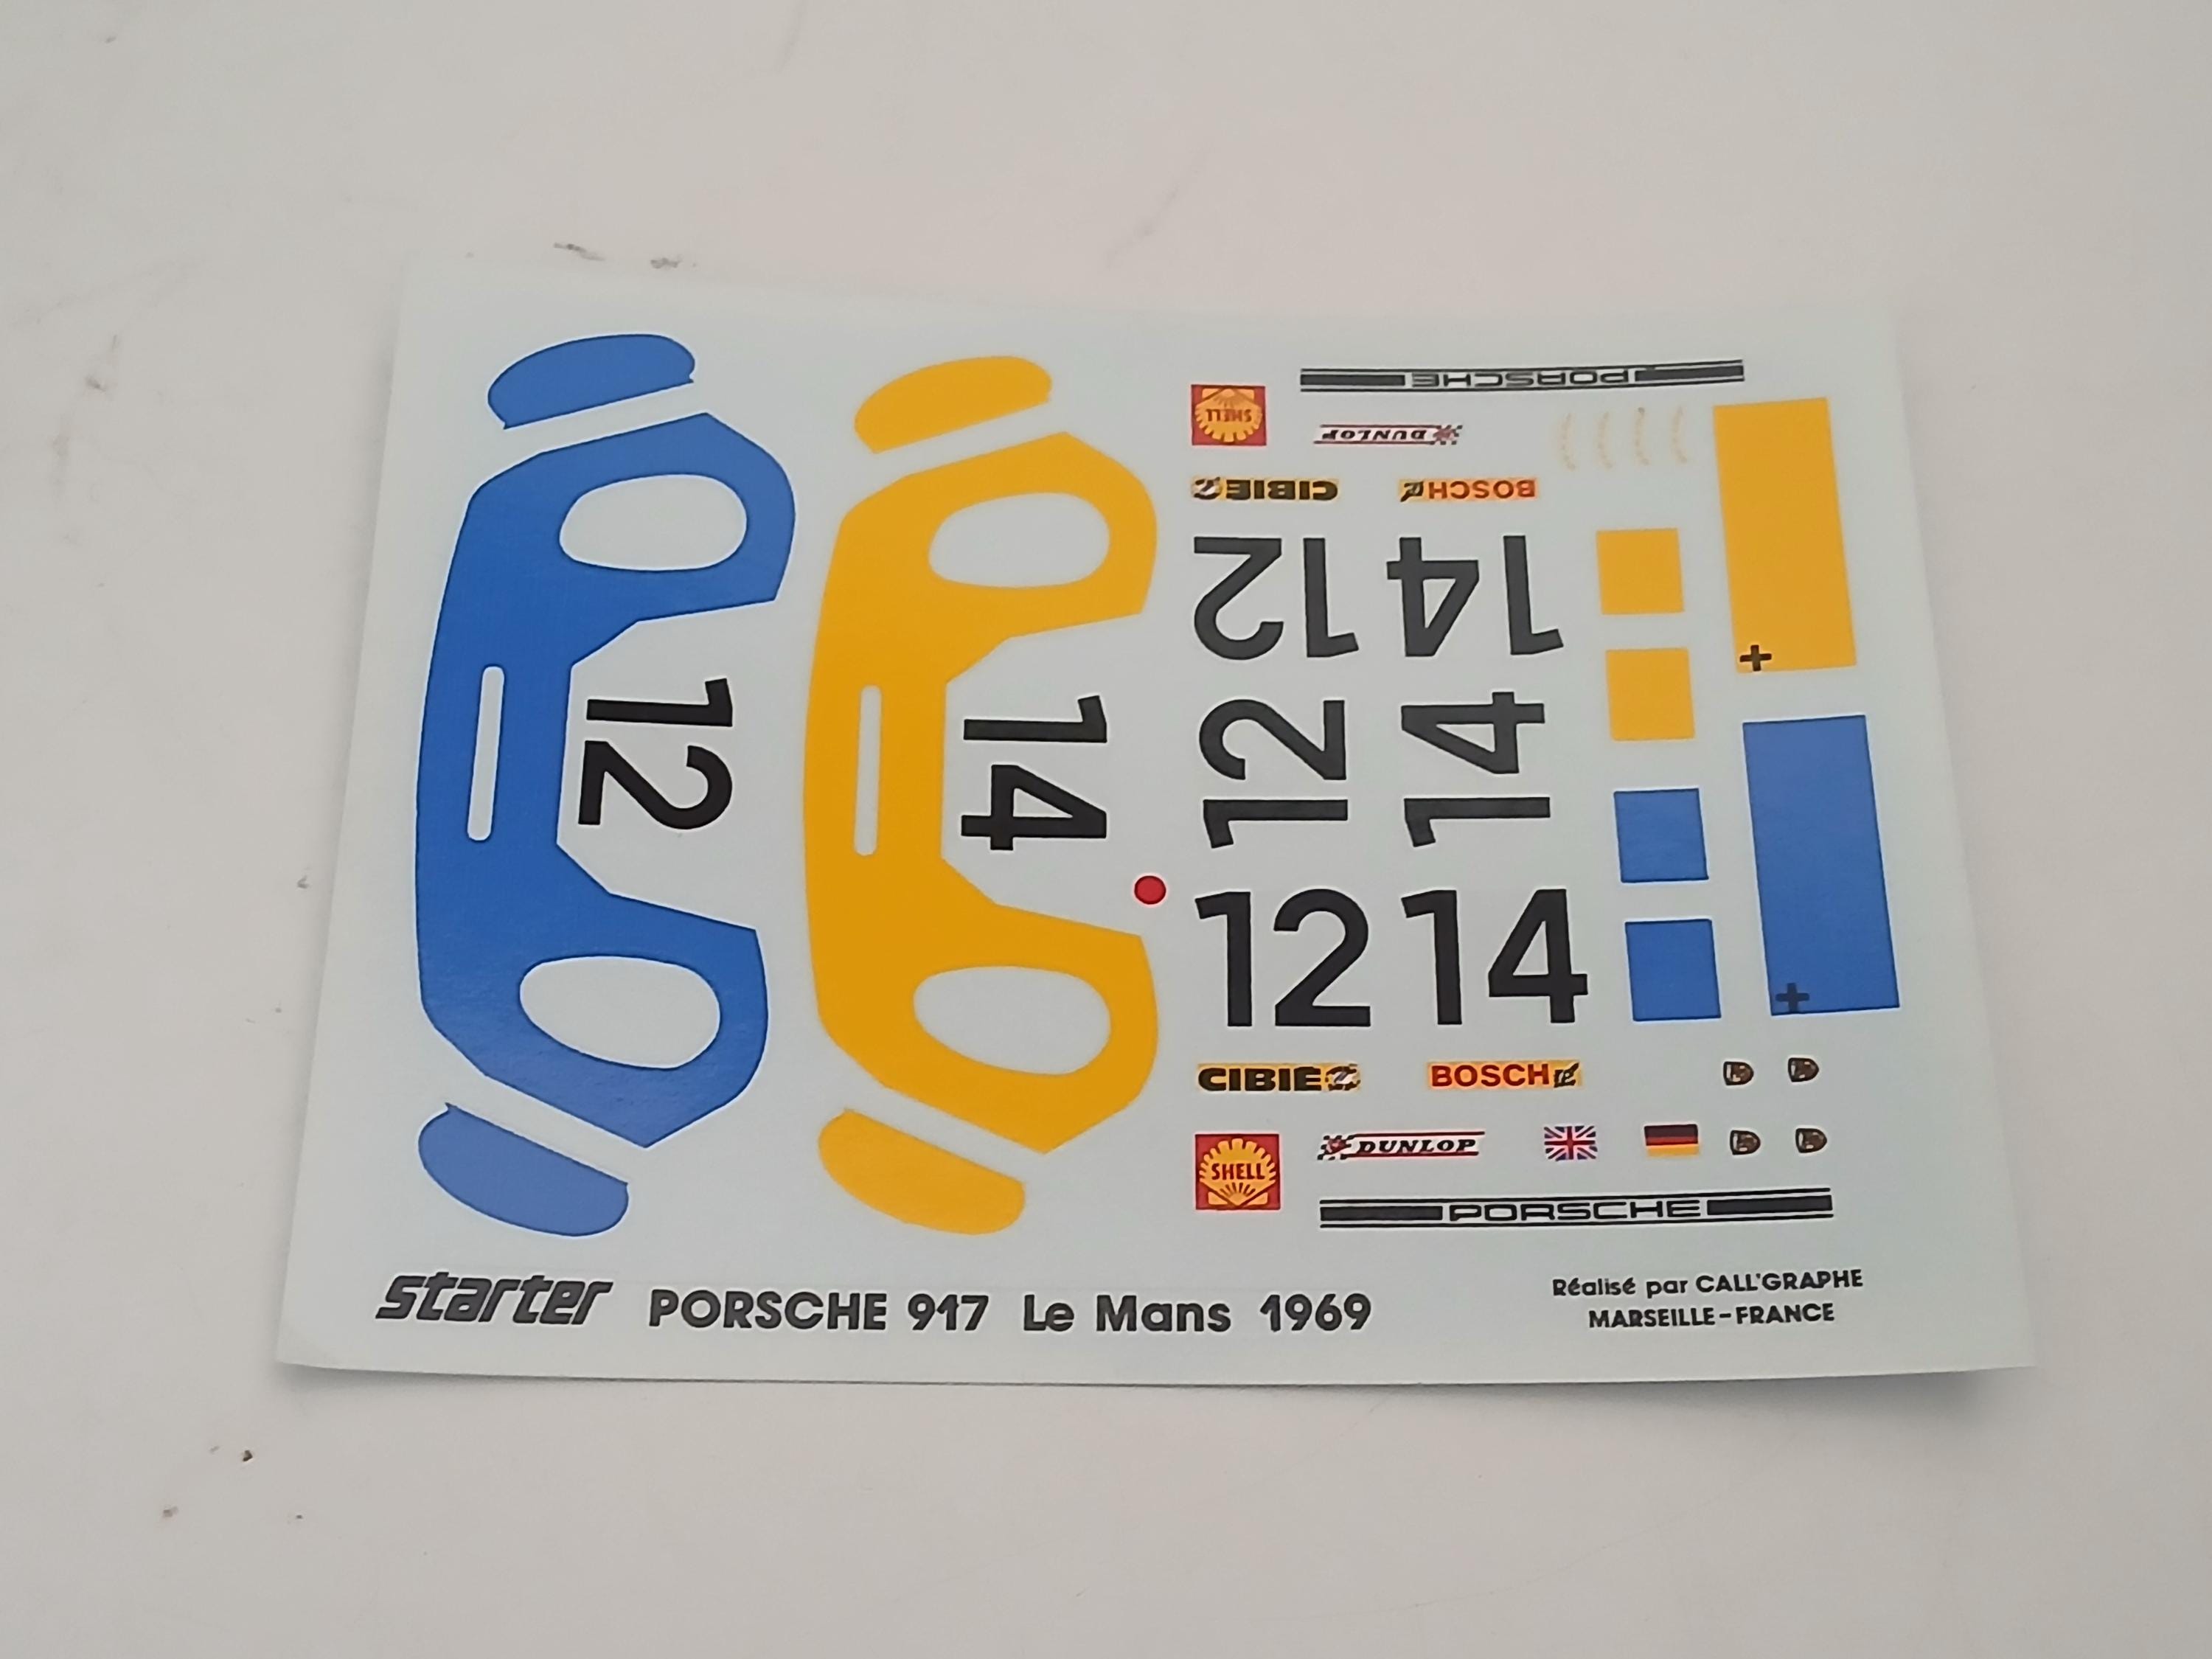 PORSCHE
SHELL
DUNLOP
CIBIE BOSCH
12 14
12 14 12 14
12 14
CIBIE BOSCH
SHELL DUNLOP
PORSCHE
starter PORSCHE 917 Le Mans 1969
Réalisé par CALL'GRAPHE
MARSEILLE-FRANCE